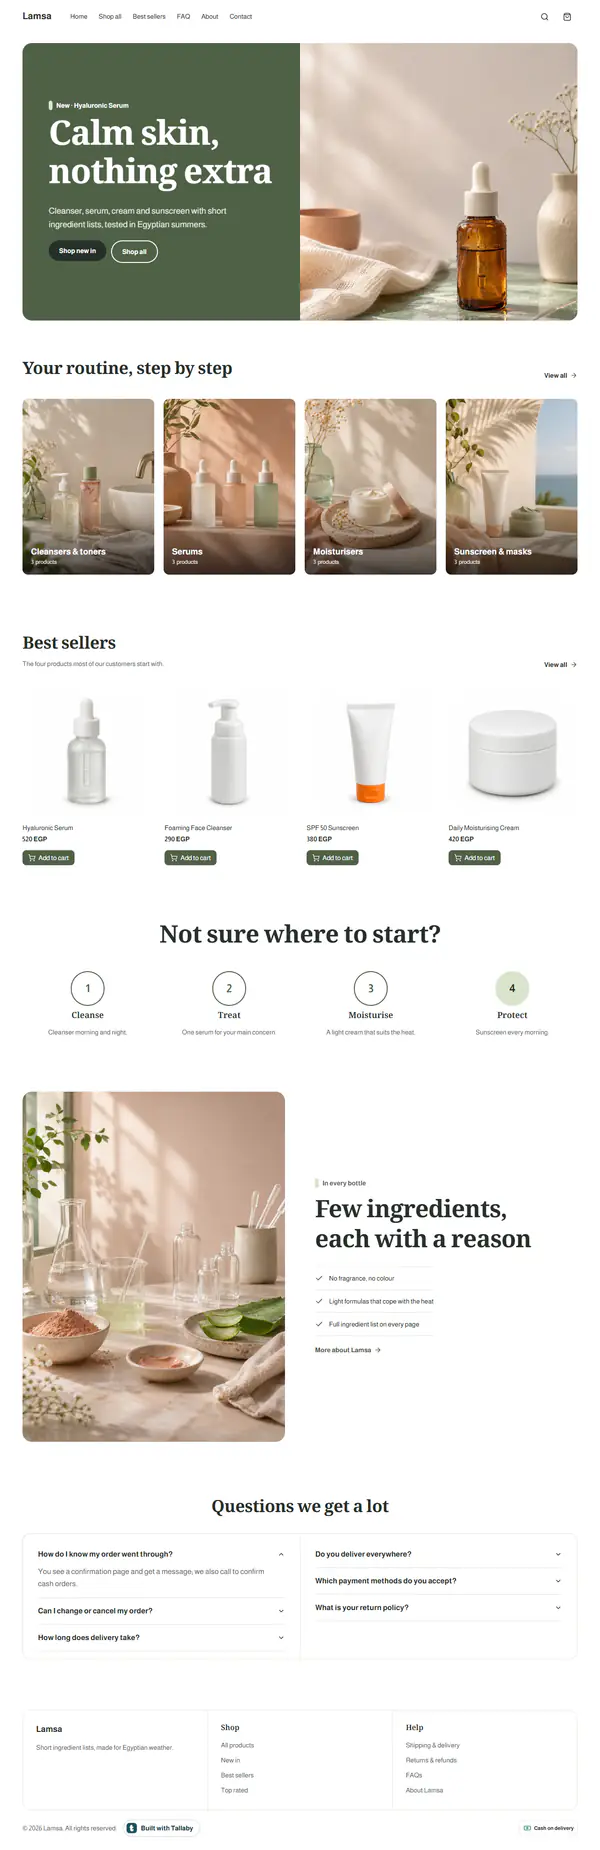 Lamsa
Home
Shop all
Best sellers
FAQ
About
Contact
New · Hyaluronic Serum
Calm skin,
nothing extra
Cleanser, serum, cream and sunscreen with short
ingredient lists, tested in Egyptian summers.
Shop new in
Shop all
Your routine, step by step
View all
Cleansers & toners
3 products
Serums
3 products
Moisturisers
3 products
Sunscreen & masks
3 products
Best sellers
The four products most of our customers start with.
View all
Hyaluronic Serum
520 EGP
Add to cart
Foaming Face Cleanser
290 EGP
Add to cart
SPF 50 Sunscreen
380 EGP
Add to cart
Daily Moisturising Cream
420 EGP
Add to cart
Not sure where to start?
1
Cleanse
Cleanser morning and night.
2
Treat
One serum for your main concern.
3
Moisturise
A light cream that suits the heat.
4
Protect
Sunscreen every morning.
In every bottle
Few ingredients,
each with a reason
No fragrance, no colour
Light formulas that cope with the heat
Full ingredient list on every page
More about Lamsa
Questions we get a lot
How do I know my order went through?
You see a confirmation page and get a message; we also call to confirm
cash orders.
Can I change or cancel my order?
How long does delivery take?
Do you deliver everywhere?
Which payment methods do you accept?
What is your return policy?
Lamsa
Short ingredient lists, made for Egyptian weather.
Shop
All products
New in
Best sellers
Top rated
Help
Shipping & delivery
Returns & refunds
FAQs
About Lamsa
© 2026 Lamsa. All rights reserved.
Built with Tallaby
Cash on delivery